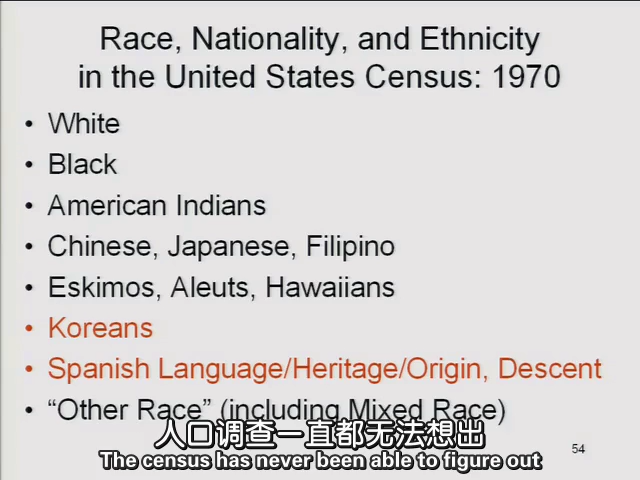 Race, Nationality, and Ethnicity
in the United States Census: 1970
• White
• Black
• American Indians
• Chinese, Japanese, Filipino
• Eskimos, Aleuts, Hawaiians
• Koreans
• Spanish Language/Heritage/Origin, Descent
• “Other Race” (including Mixed Race)
人口调查一直都无法想出
The census has never been able to figure out
54